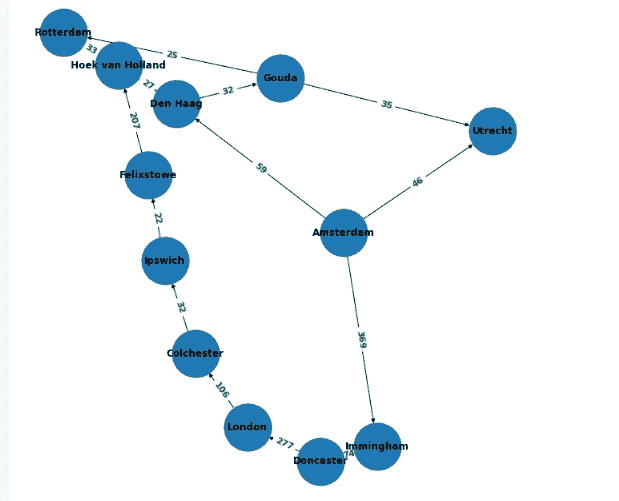 Rotterdam
33
Hoek van Holland
25
27
Den Haag
32
Gouda
35
Utrecht
207
59
46
Felixstowe
22
Amsterdam
Ipswich
32
369
Colchester
106
London
277
Doncaster
74
Immingham